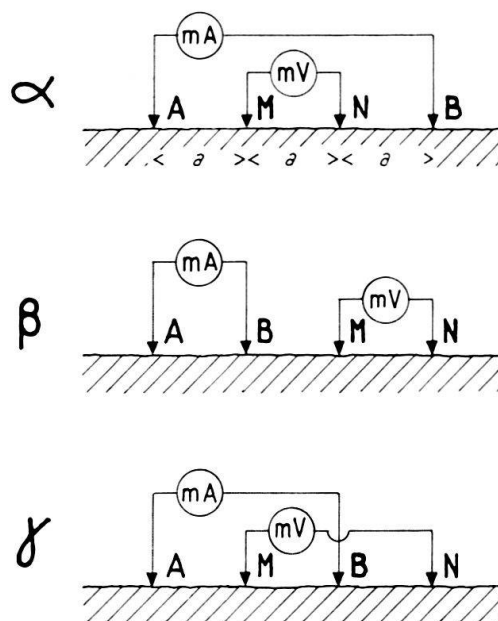 mA
mV
α A M N B
< a >< a >< a >
mA
mV
β A B M N
mA
mV
γ A M B N